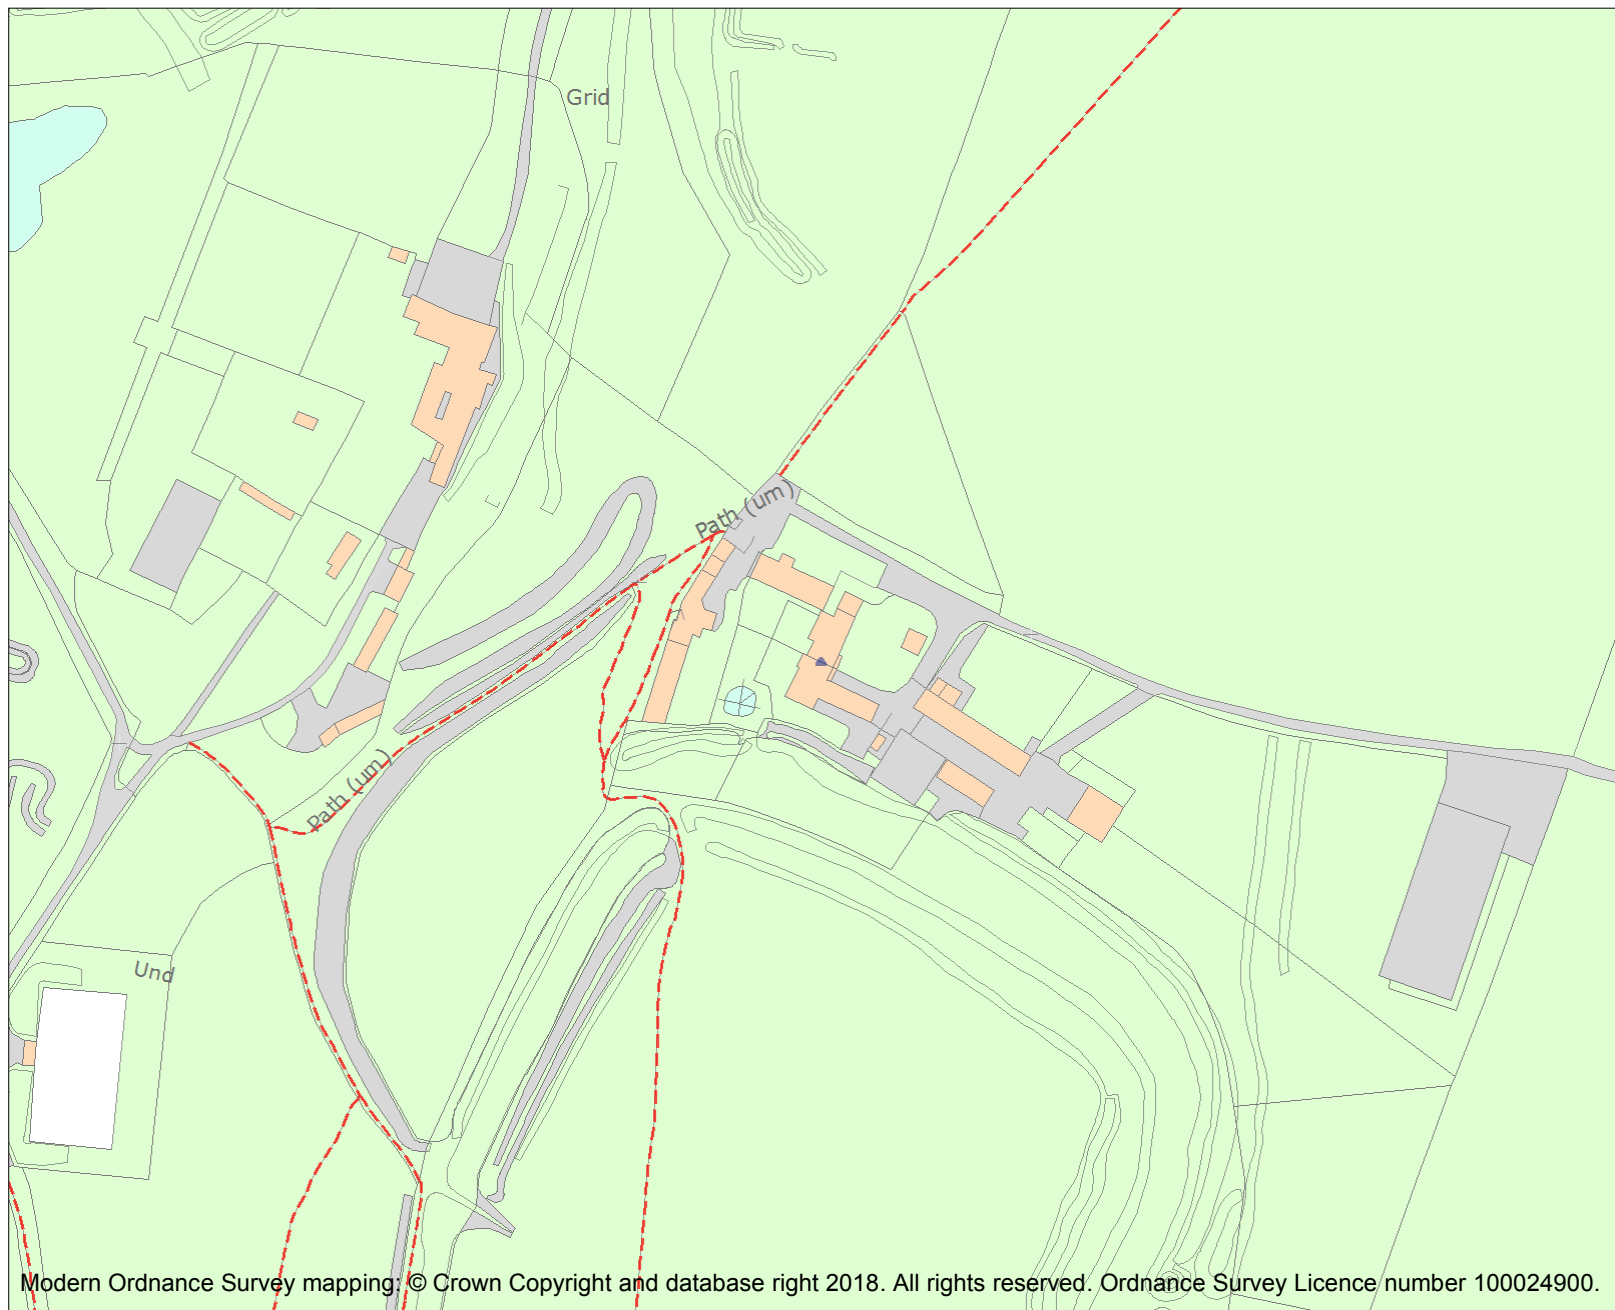 Grid
Path (um)
Path (um)
Und
Modern Ordnance Survey mapping: © Crown Copyright and database right 2018. All rights reserved. Ordnance Survey Licence number 100024900.